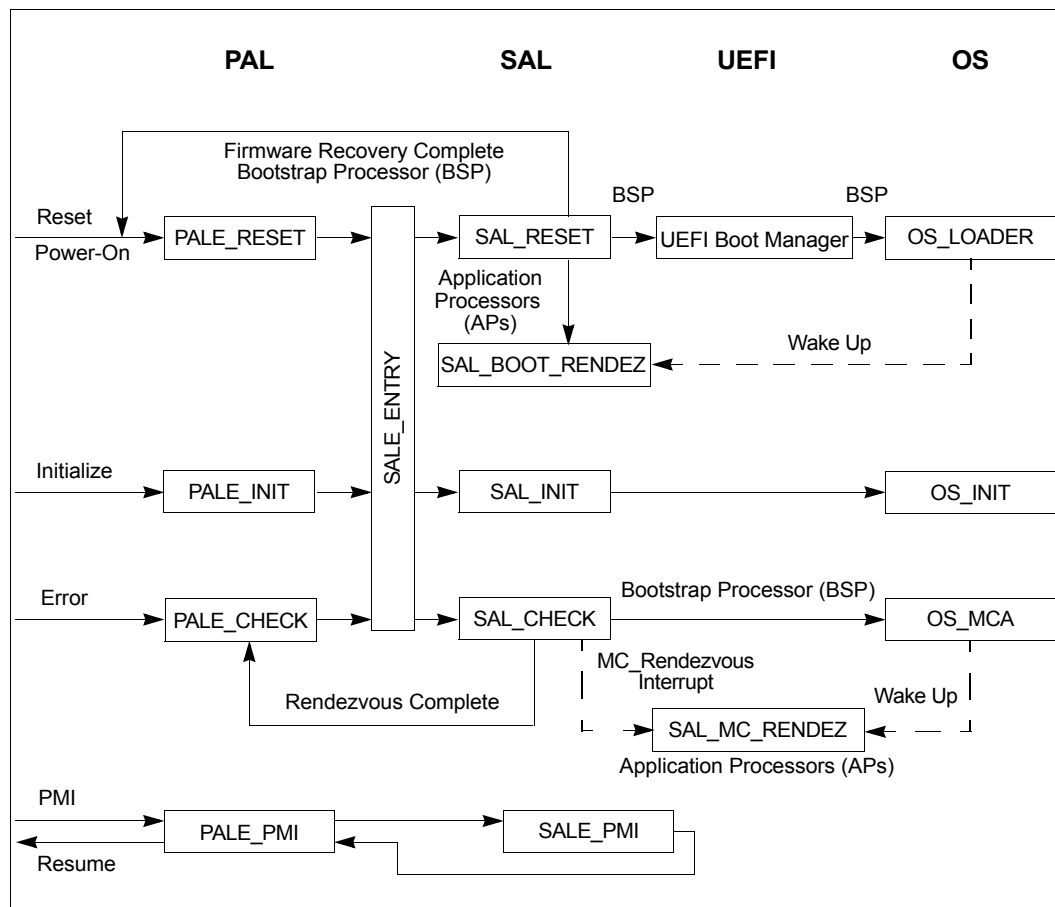 PAL
SAL
UEFI
OS
Firmware Recovery Complete
Bootstrap Processor (BSP)
BSP
BSP
Reset
Power-On
PALE_RESET
SAL_RESET
UEFI Boot Manager
OS_LOADER
Application
Processors
(APs)
Wake Up
SAL_BOOT_RENDEZ
SALE_ENTRY
Initialize
PALE_INIT
SAL_INIT
OS_INIT
Error
Bootstrap Processor (BSP)
PALE_CHECK
SAL_CHECK
OS_MCA
MC_Rendezvous
Interrupt
Rendezvous Complete
Wake Up
SAL_MC_RENDEZ
Application Processors (APs)
PMI
PALE_PMI
SALE_PMI
Resume